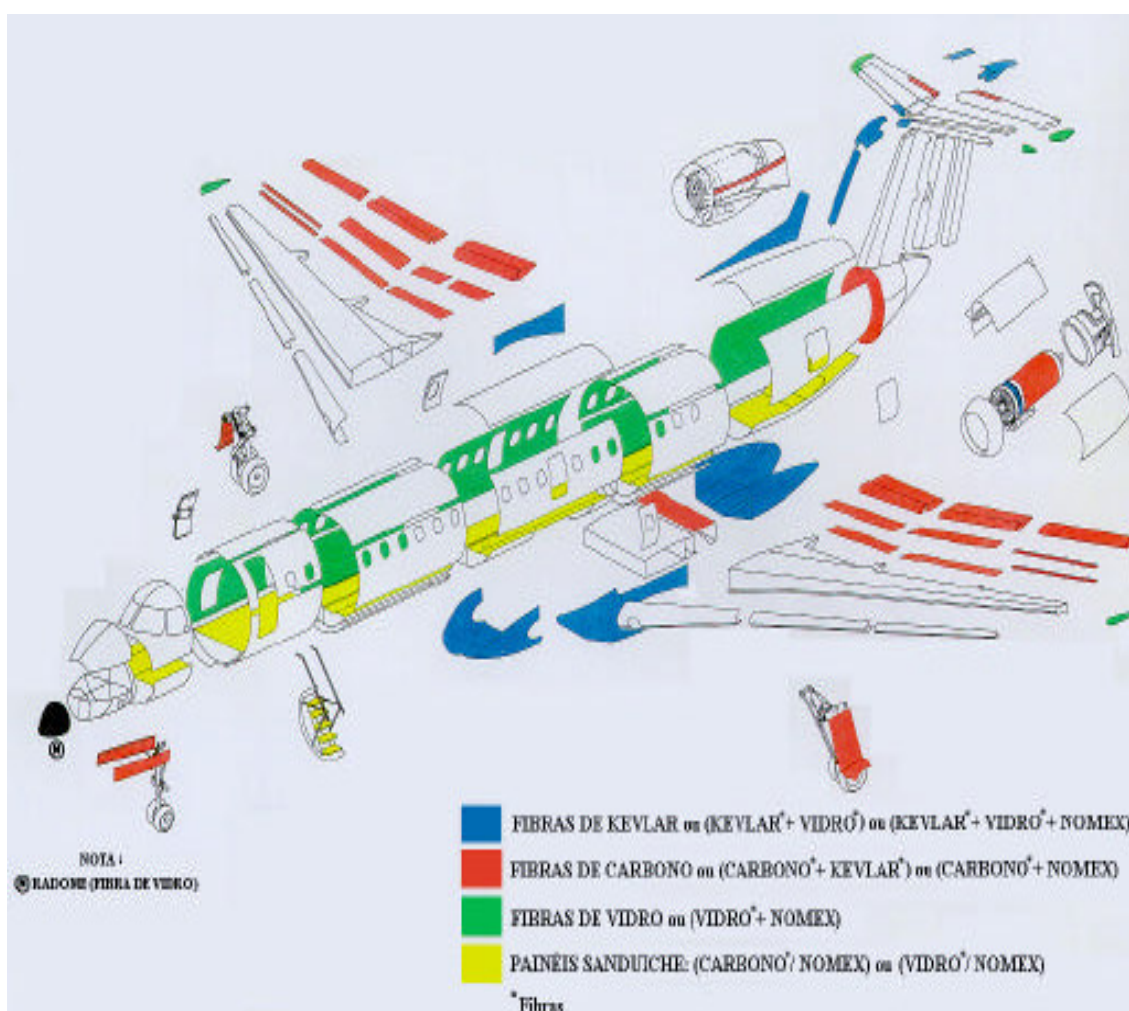 FIBRAS DE KEVLAR ou (KEVLAR*+ VIDRO*) ou (KEVLAR*+ VIDRO*+ NOMEX)
FIBRAS DE CARBONO ou (CARBONO*+ KEVLAR*) ou (CARBONO*+ NOMEX)
FIBRAS DE VIDRO ou (VIDRO*+ NOMEX)
PAINÉIS SANDUICHE: (CARBONO*/ NOMEX) ou (VIDRO*/ NOMEX)
*Fibras
NOTA :
N RADOME (FIBRA DE VIDRO)
N